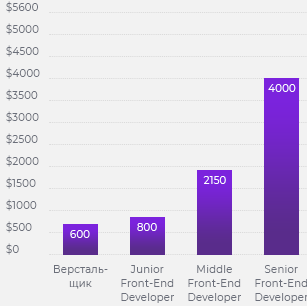 $5600
$5000
$4500
$4000
$3500
$3000
$2500
$2000
$1500
$1000
$500
$0
600
800
2150
4000
Версталь-
щик
Junior
Front-End
Developer
Middle
Front-End
Developer
Senior
Front-End
Developer